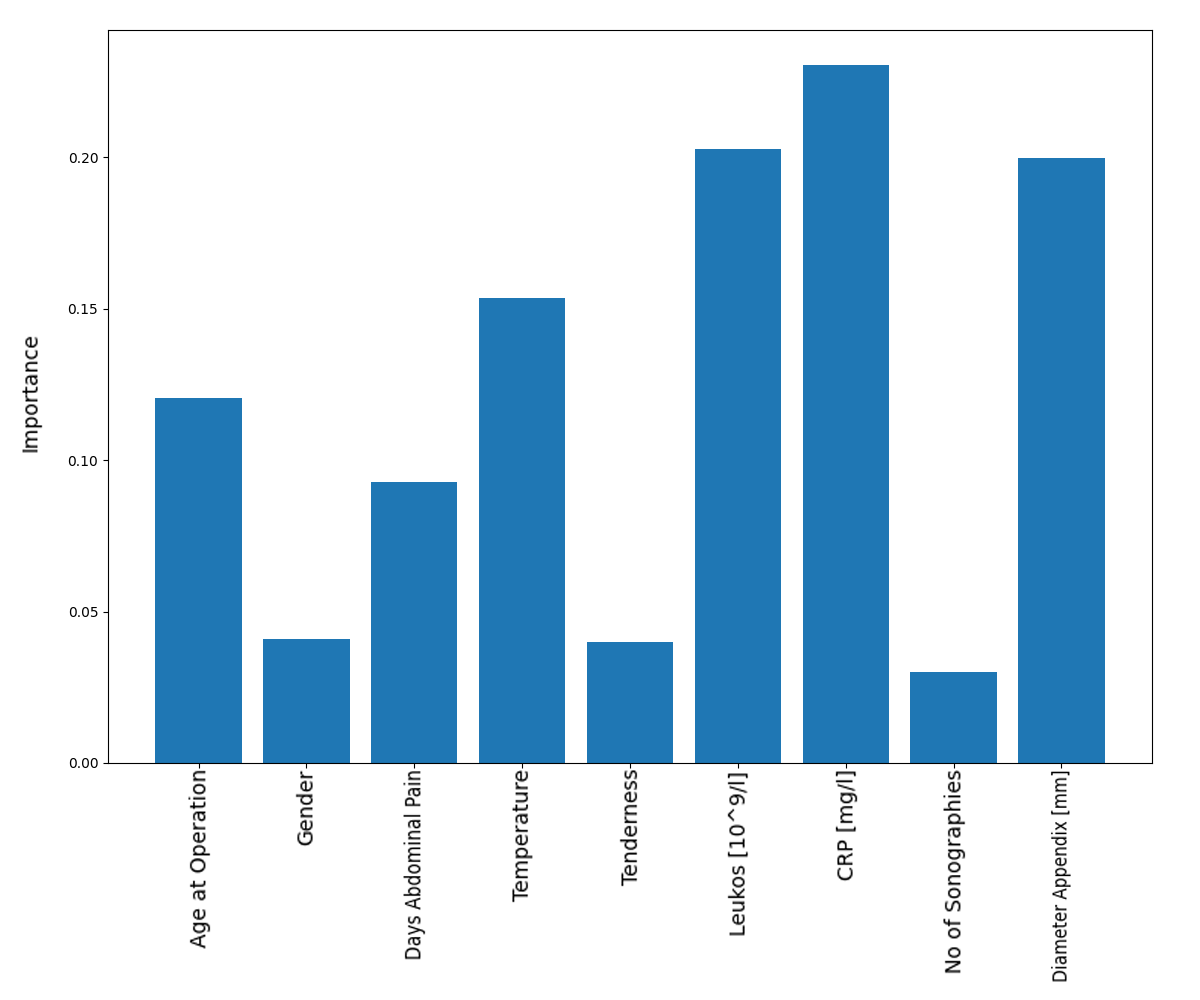 Importance
0.20
0.15
0.10
0.05
0.00
Age at Operation
Gender
Days Abdominal Pain
Temperature
Tenderness
Leukos [10^9/l]
CRP [mg/l]
No of Sonographies
Diameter Appendix [mm]